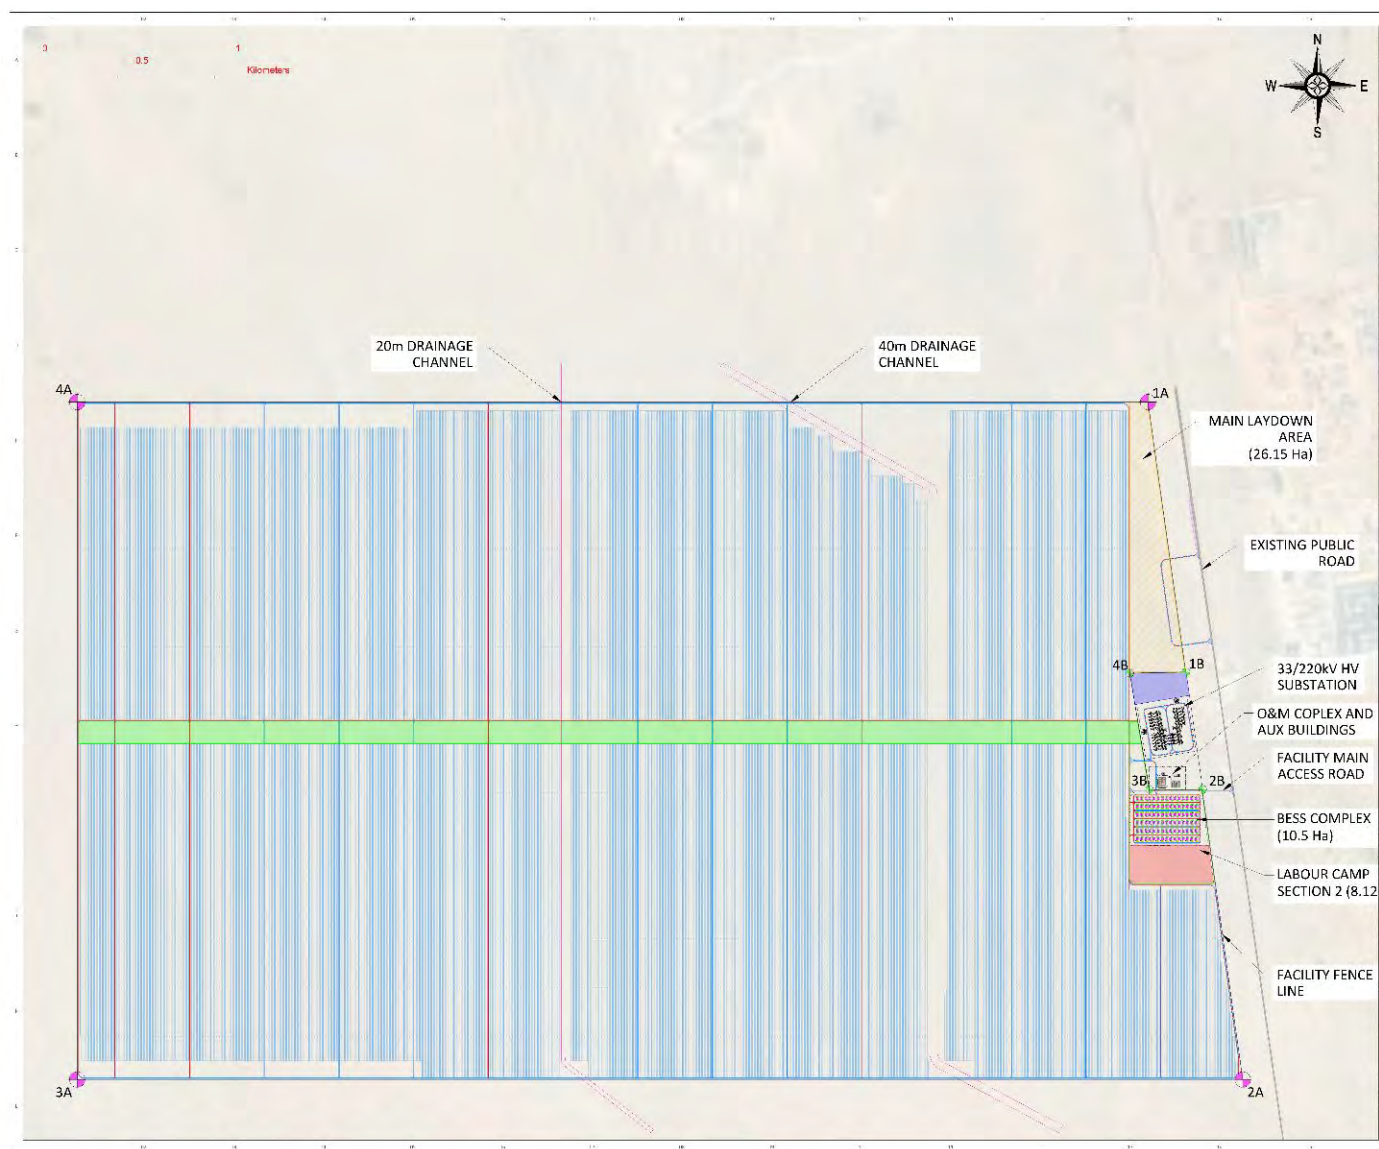 0
0.5
1
Kilometers
N
W
E
S
20m DRAINAGE
CHANNEL
40m DRAINAGE
CHANNEL
4A
1A
MAIN LAYDOWN
AREA
(26.15 Ha)
EXISTING PUBLIC
ROAD
4B
1B
33/220kV HV
SUBSTATION
O&M COPLEX AND
AUX BUILDINGS
FACILITY MAIN
ACCESS ROAD
3B
2B
BESS COMPLEX
(10.5 Ha)
LABOUR CAMP
SECTION 2 (8.12
FACILITY FENCE
LINE
3A
2A